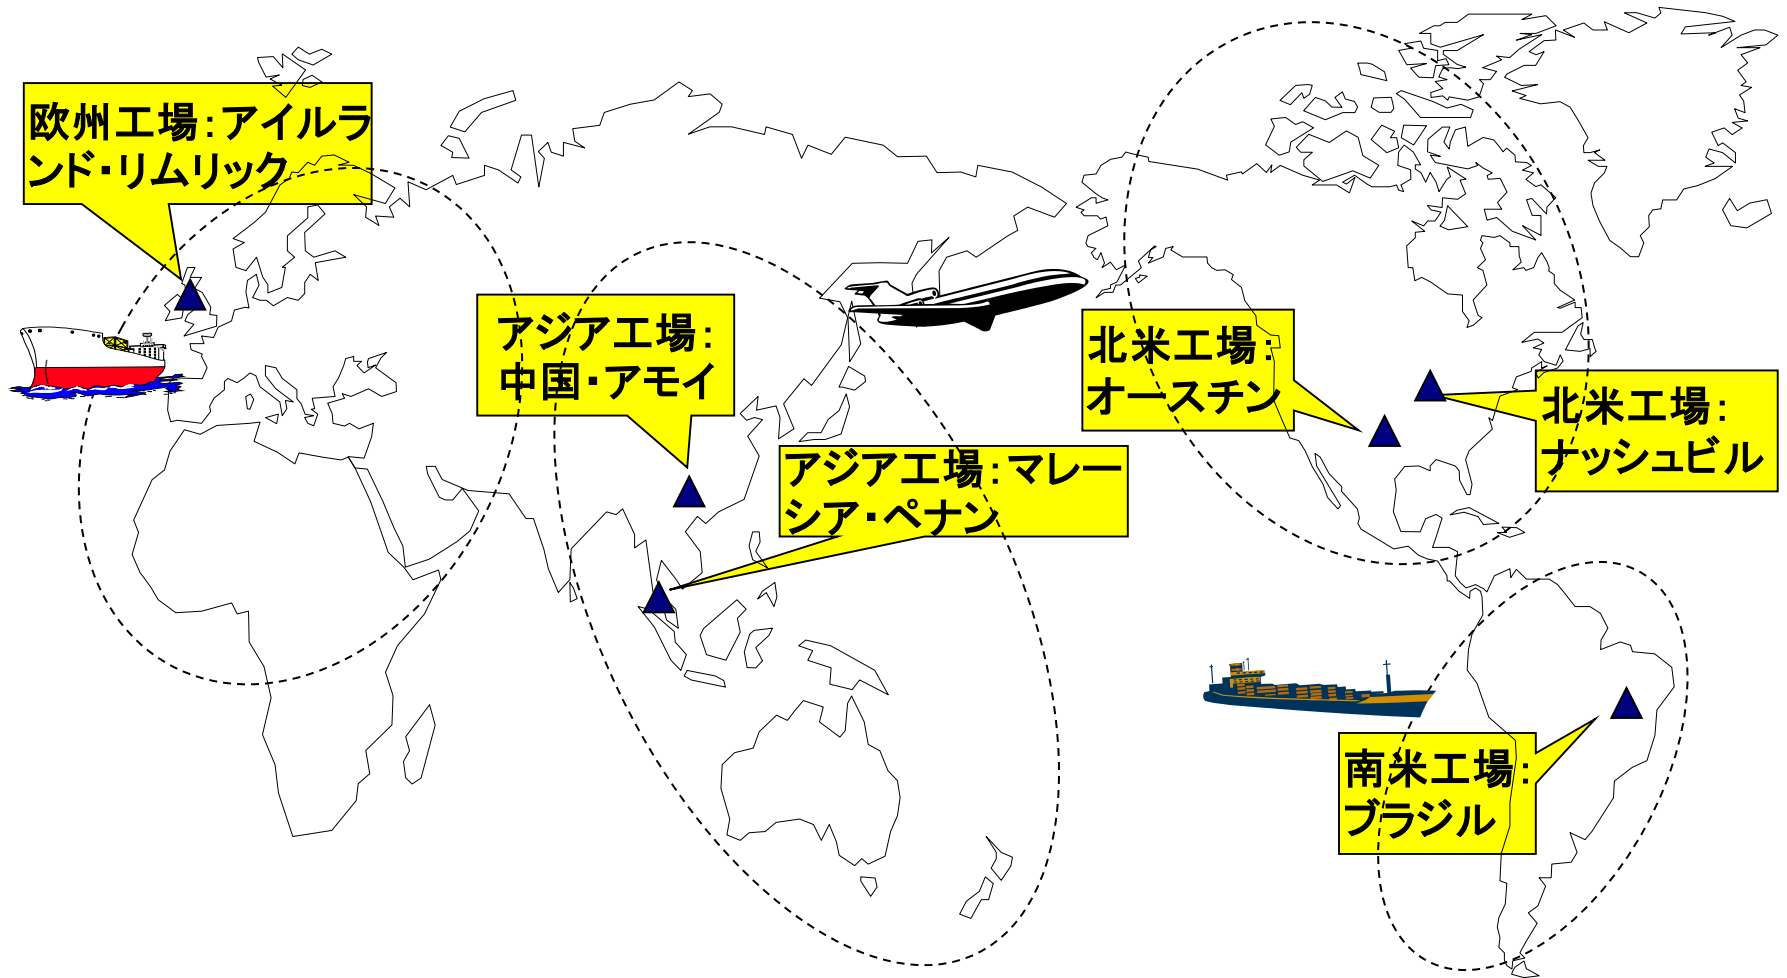 欧州工場：アイルラ
ンド・リムリック
アジア工場：
中国・アモイ
アジア工場：マレー
シア・ペナン
北米工場：
オースチン
北米工場：
ナッシュビル
南米工場：
ブラジル